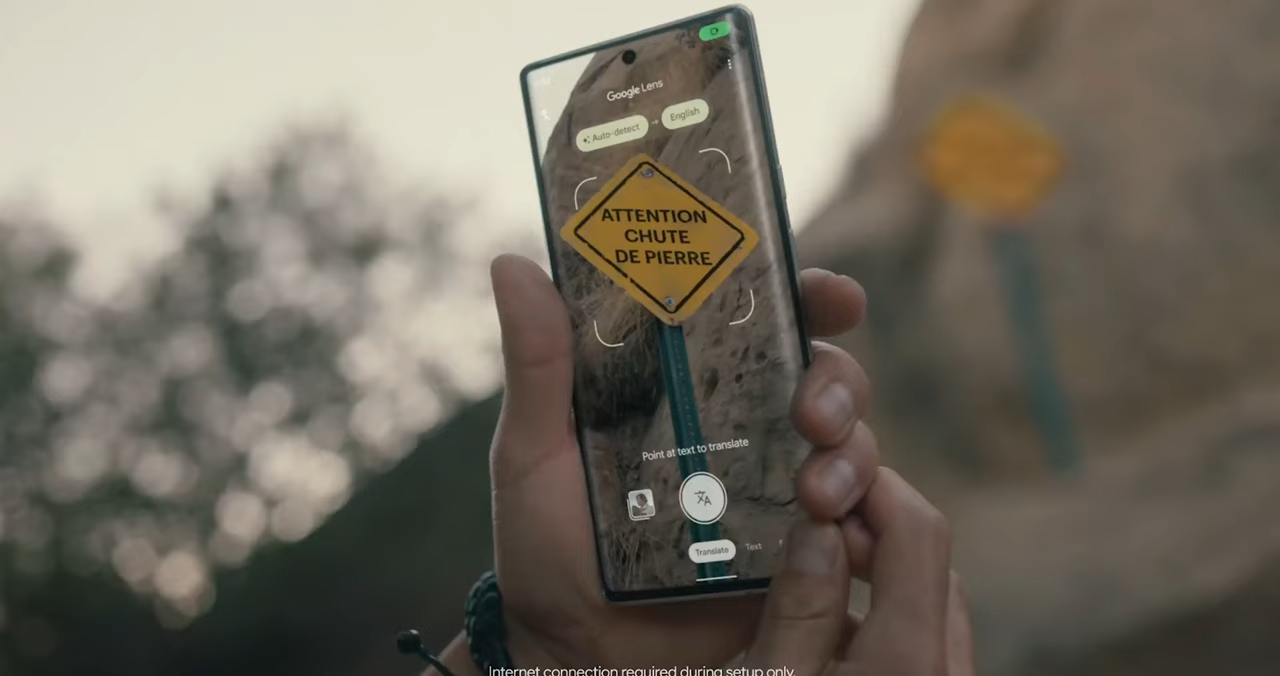 Google Lens
Auto-detect → English
ATTENTION
CHUTE
DE PIERRE
Point at text to translate
Translate Text
Internet connection required during setup only.